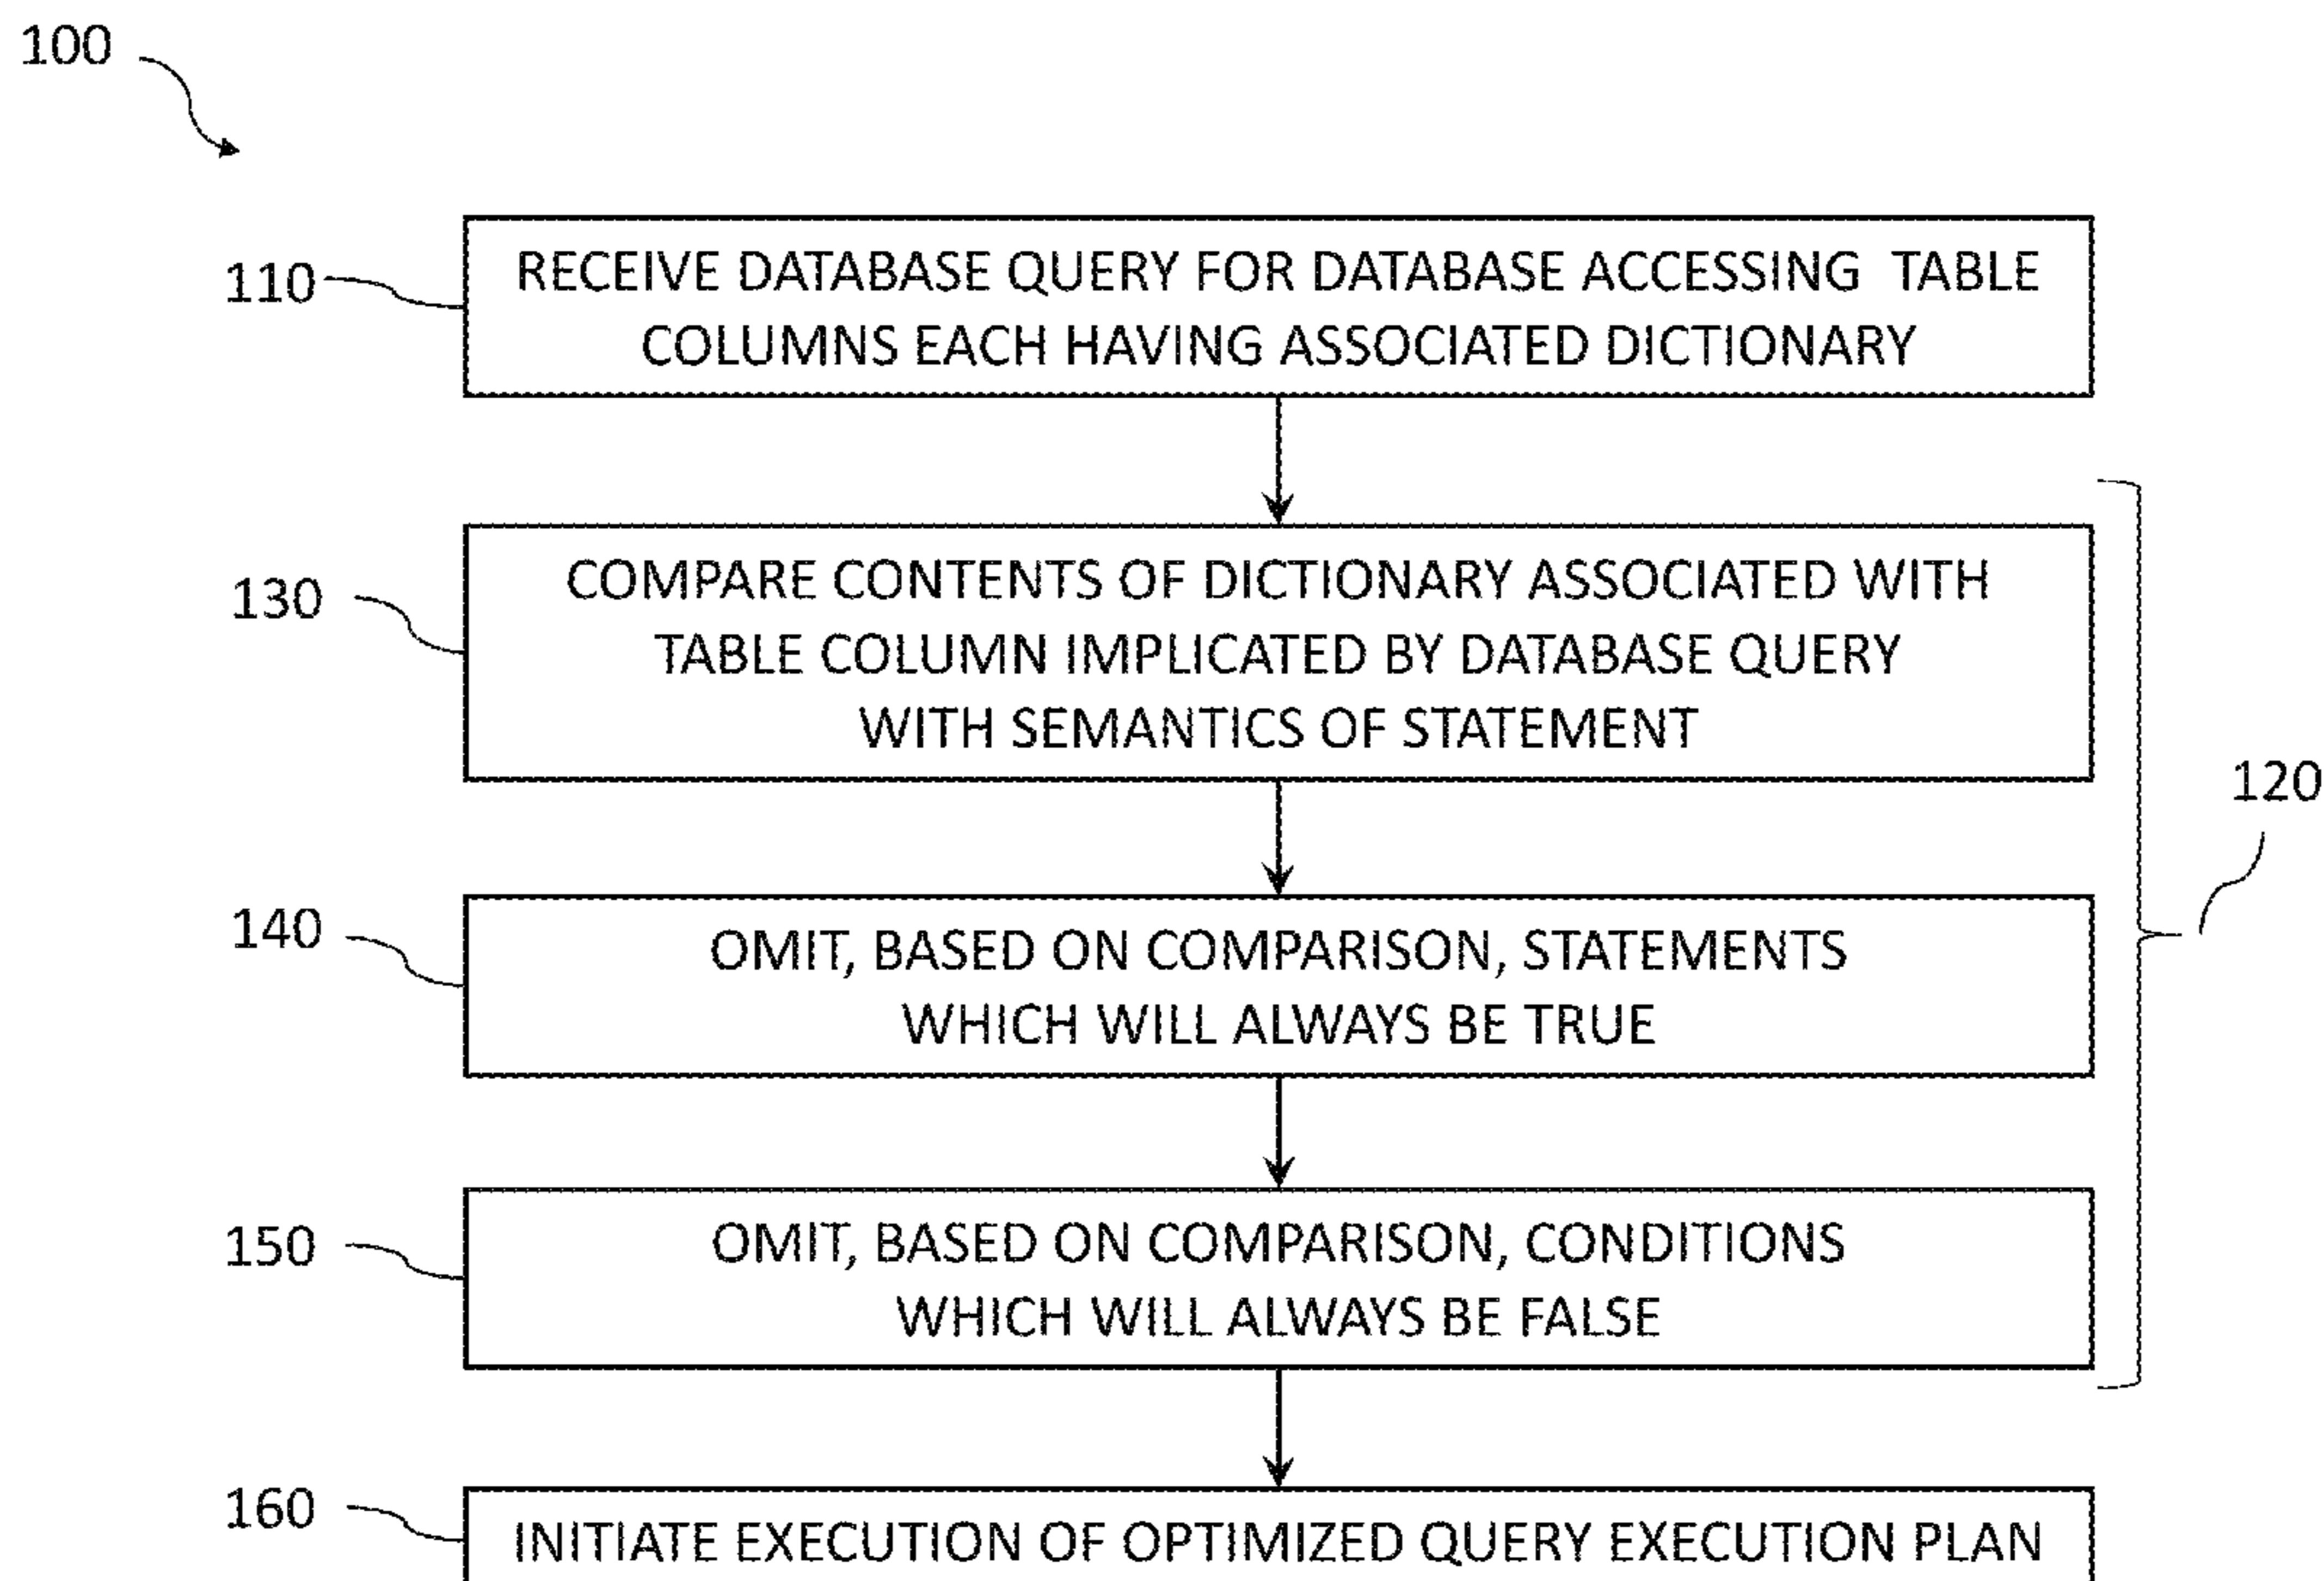 100
110
RECEIVE DATABASE QUERY FOR DATABASE ACCESSING TABLE
COLUMNS EACH HAVING ASSOCIATED DICTIONARY
130
COMPARE CONTENTS OF DICTIONARY ASSOCIATED WITH
TABLE COLUMN IMPLICATED BY DATABASE QUERY
WITH SEMANTICS OF STATEMENT
120
140
OMIT, BASED ON COMPARISON, STATEMENTS
WHICH WILL ALWAYS BE TRUE
150
OMIT, BASED ON COMPARISON, CONDITIONS
WHICH WILL ALWAYS BE FALSE
160
INITIATE EXECUTION OF OPTIMIZED QUERY EXECUTION PLAN